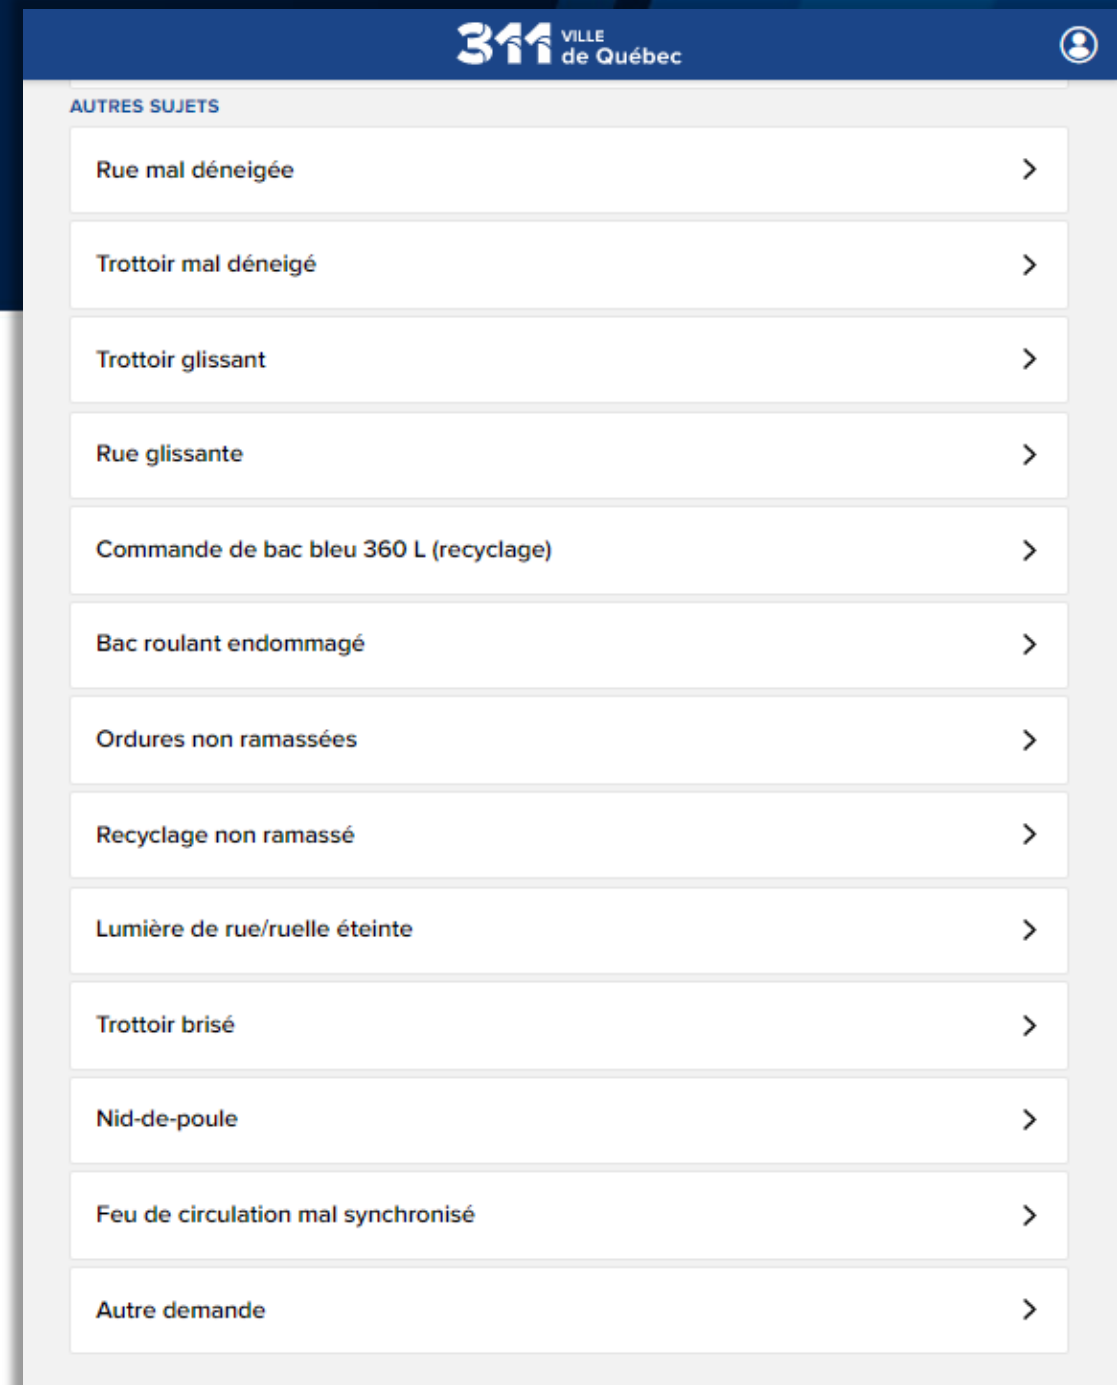 311 VILLE
de Québec
AUTRES SUJETS
Rue mal déneigée
Trottoir mal déneigé
Trottoir glissant
Rue glissante
Commande de bac bleu 360 L (recyclage)
Bac roulant endommagé
Ordures non ramassées
Recyclage non ramassé
Lumière de rue/ruelle éteinte
Trottoir brisé
Nid-de-poule
Feu de circulation mal synchronisé
Autre demande